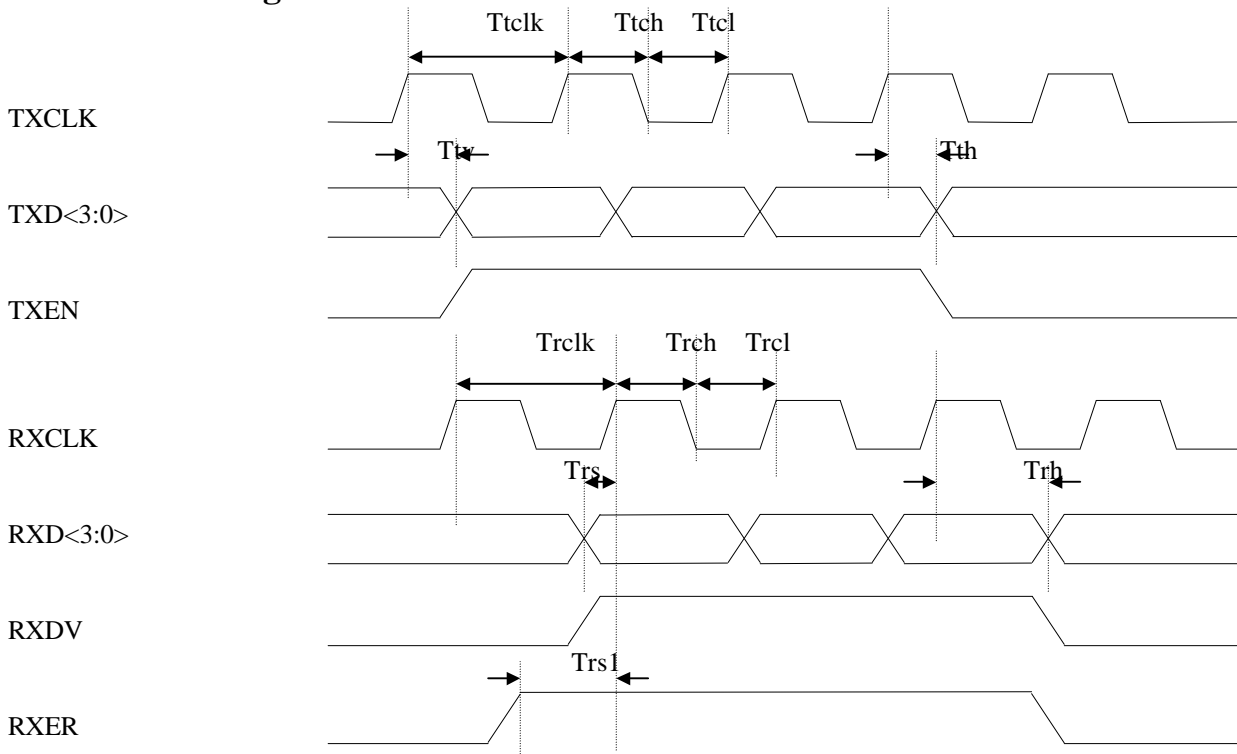 Ttclk Ttch Ttcl
TXCLK
Ttv Tth
TXD<3:0>
TXEN
Trclk Trch Trcl
RXCLK
Trs Trh
RXD<3:0>
RXDV
Trs1
RXER